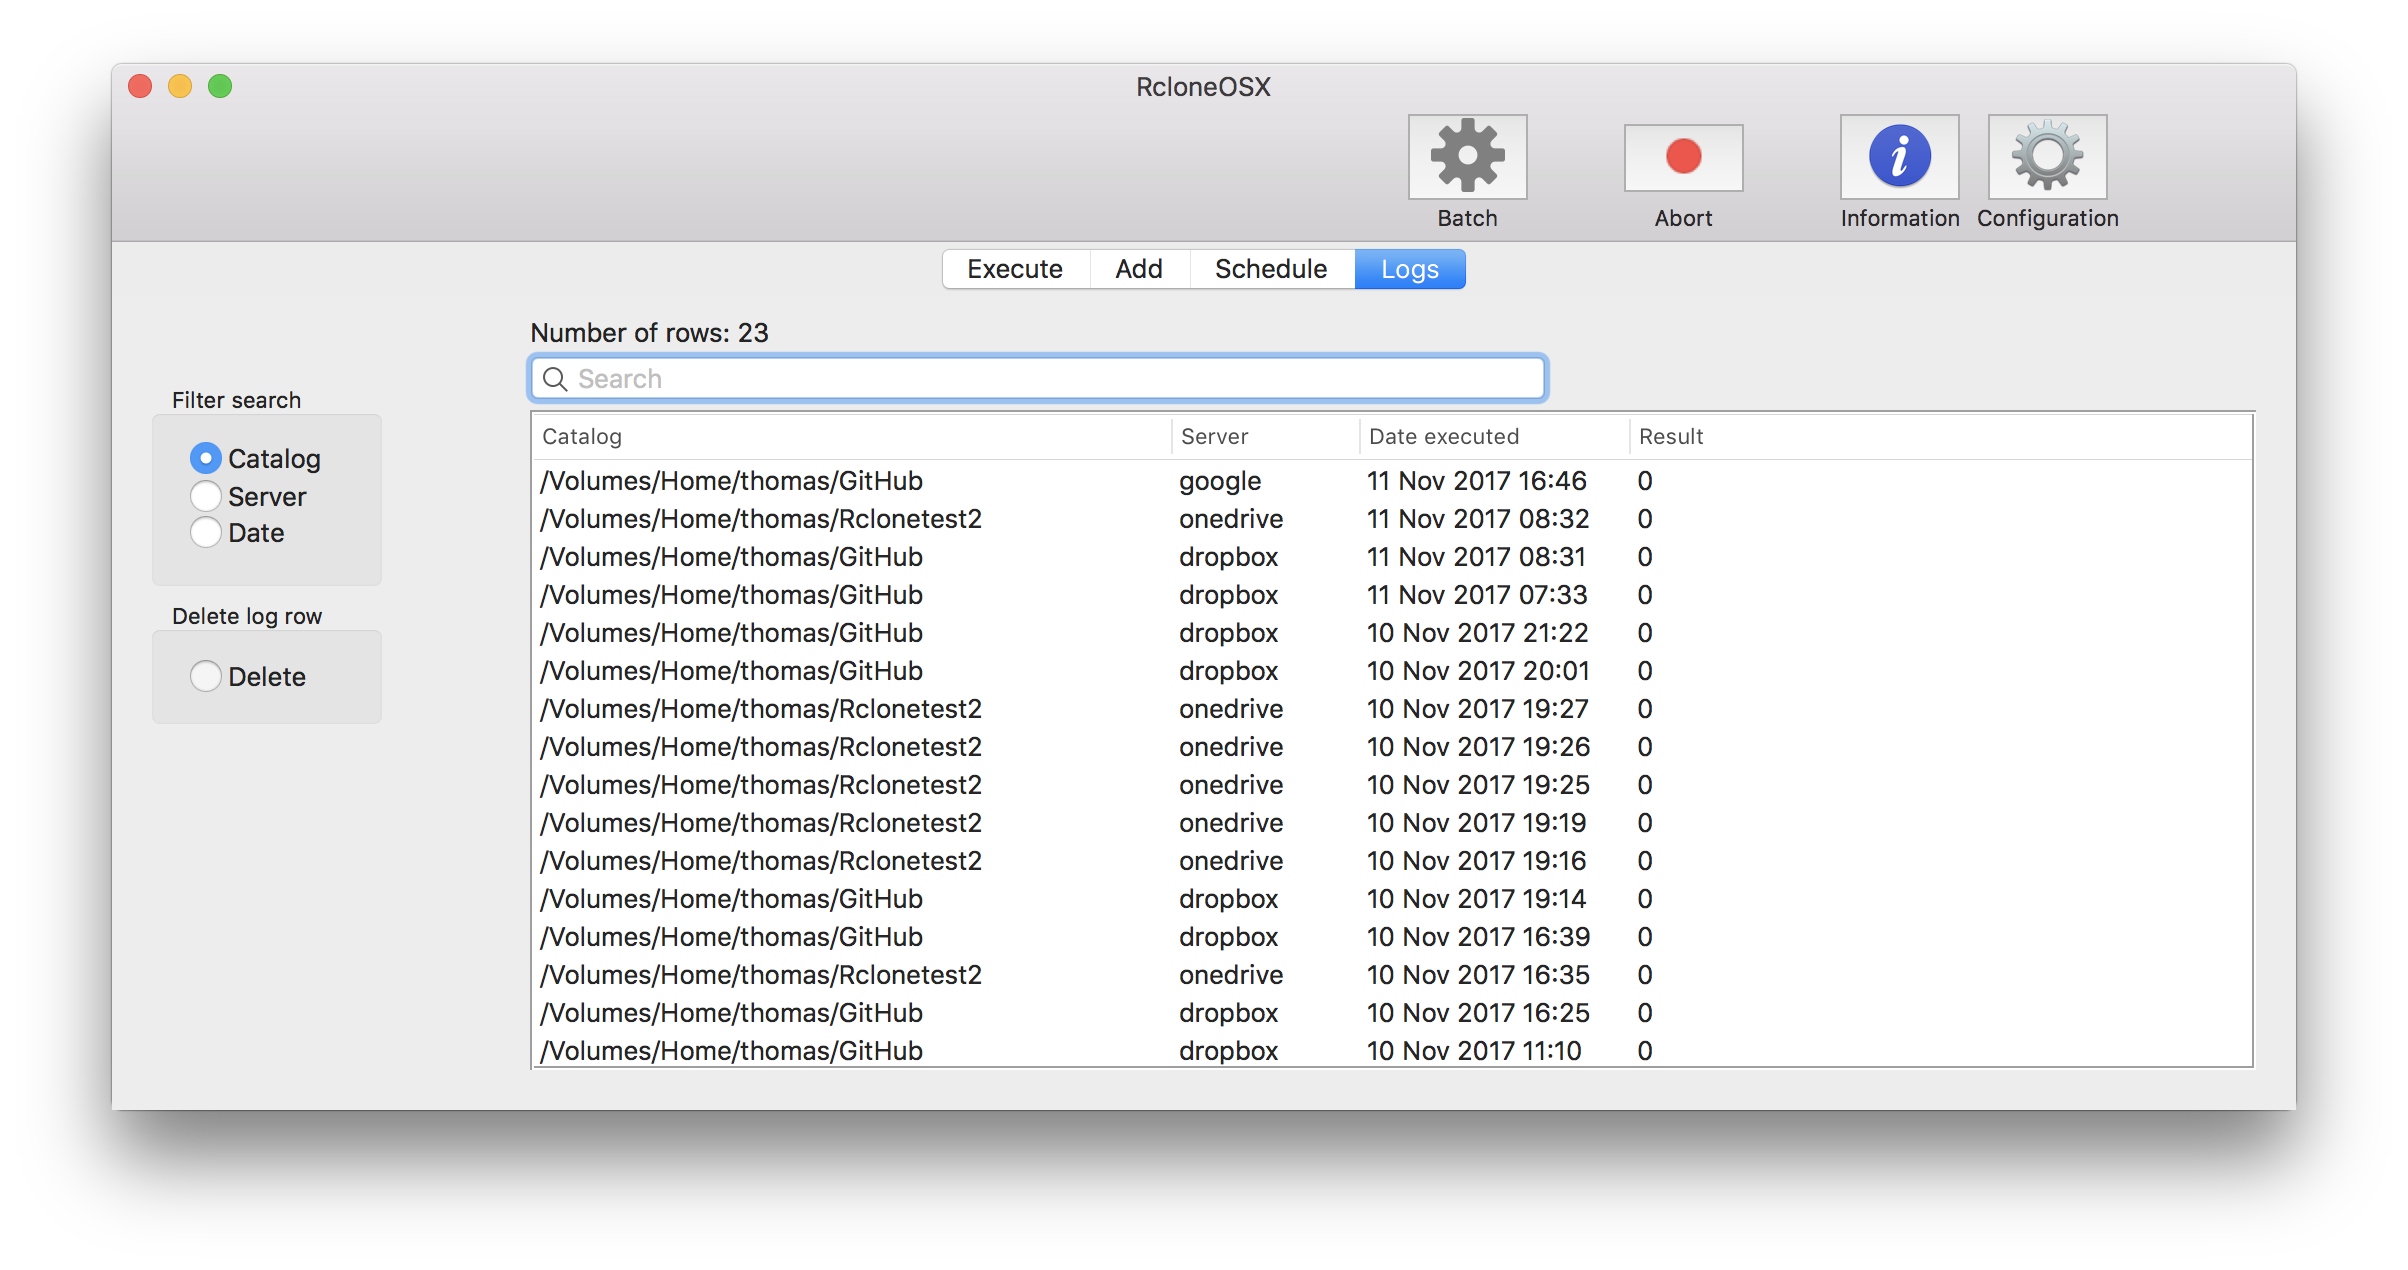 RcloneOSX
Batch
Abort
Information
Configuration
Execute Add Schedule Logs
Number of rows: 23
Search
Filter search
Catalog
Server
Date
Delete log row
Delete
Catalog Server Date executed Result
/Volumes/Home/thomas/GitHub google 11 Nov 2017 16:46 0
/Volumes/Home/thomas/Rclonetest2 onedrive 11 Nov 2017 08:32 0
/Volumes/Home/thomas/GitHub dropbox 11 Nov 2017 08:31 0
/Volumes/Home/thomas/GitHub dropbox 11 Nov 2017 07:33 0
/Volumes/Home/thomas/GitHub dropbox 10 Nov 2017 21:22 0
/Volumes/Home/thomas/GitHub dropbox 10 Nov 2017 20:01 0
/Volumes/Home/thomas/Rclonetest2 onedrive 10 Nov 2017 19:27 0
/Volumes/Home/thomas/Rclonetest2 onedrive 10 Nov 2017 19:26 0
/Volumes/Home/thomas/Rclonetest2 onedrive 10 Nov 2017 19:25 0
/Volumes/Home/thomas/Rclonetest2 onedrive 10 Nov 2017 19:19 0
/Volumes/Home/thomas/Rclonetest2 onedrive 10 Nov 2017 19:16 0
/Volumes/Home/thomas/GitHub dropbox 10 Nov 2017 19:14 0
/Volumes/Home/thomas/GitHub dropbox 10 Nov 2017 16:39 0
/Volumes/Home/thomas/Rclonetest2 onedrive 10 Nov 2017 16:35 0
/Volumes/Home/thomas/GitHub dropbox 10 Nov 2017 16:25 0
/Volumes/Home/thomas/GitHub dropbox 10 Nov 2017 11:10 0